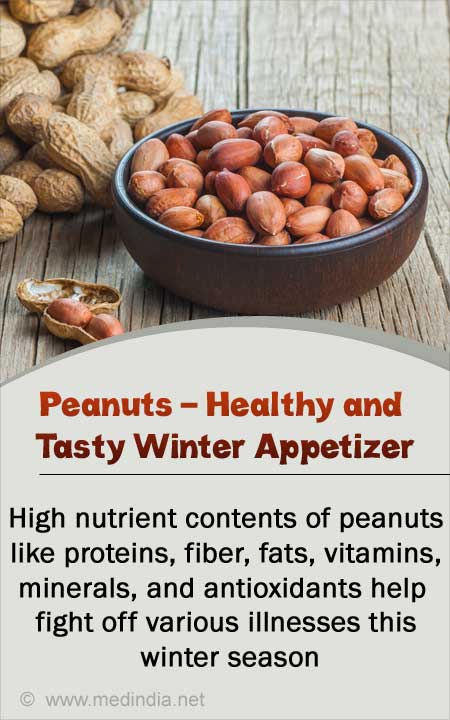 Peanuts – Healthy and
Tasty Winter Appetizer
High nutrient contents of peanuts
like proteins, fiber, fats, vitamins,
minerals, and antioxidants help
fight off various illnesses this
winter season
© www.medindia.net